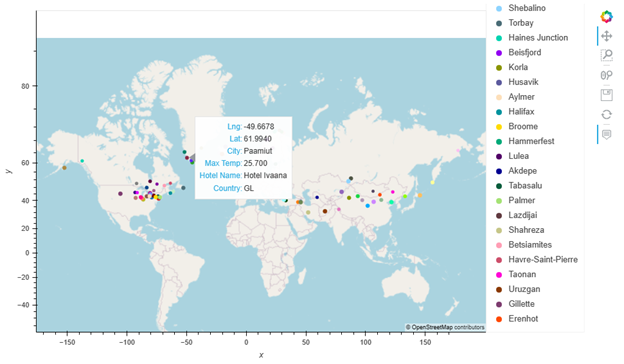 y
80
60
40
20
0
−20
−40
−150
−100
−50
0
50
100
150
x
Lng: -49.6678
Lat: 61.9940
City: Paamiut
Max Temp: 25.700
Hotel Name: Hotel Ivaana
Country: GL
© OpenStreetMap contributors
Shebalino
Torbay
Haines Junction
Beisfjord
Korla
Husavik
Aylmer
Halifax
Broome
Hammerfest
Lulea
Akdepe
Tabasalu
Palmer
Lazdijai
Shahreza
Betsiamites
Havre-Saint-Pierre
Taonan
Uruzgan
Gillette
Erenhot